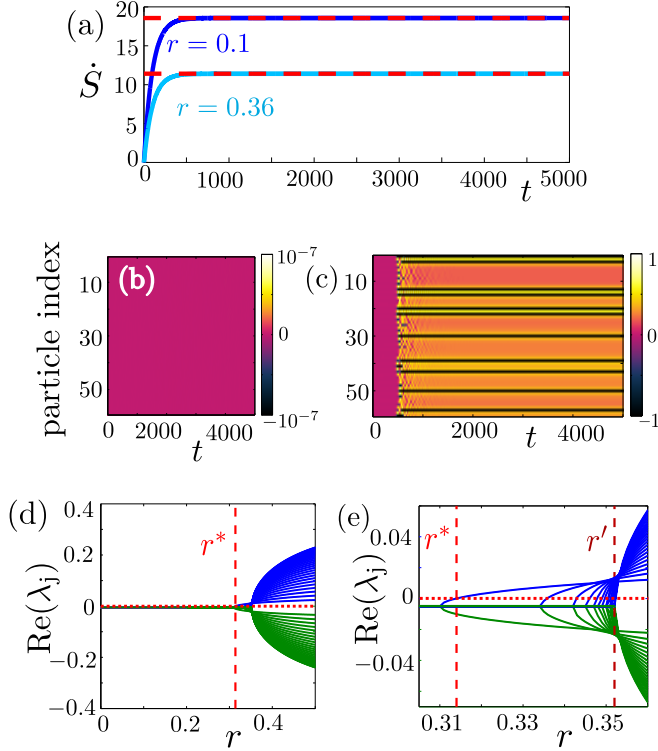 (a)
20
15
10
5
0
Ṡ
r = 0.1
r = 0.36
0 1000 2000 3000 4000 5000
t
particle index
(b)
10
30
50
0 2000 4000
t
10⁻⁷
0
−10⁻⁷
(c)
10
30
50
0 2000 4000
t
1
0
-1
(d)
0.4
0.2
0
−0.2
−0.4
Re(λj)
r*
0 0.2 0.4
r
(e)
0.04
0
−0.04
Re(λj)
r*
r′
0.31 0.33 0.35
r